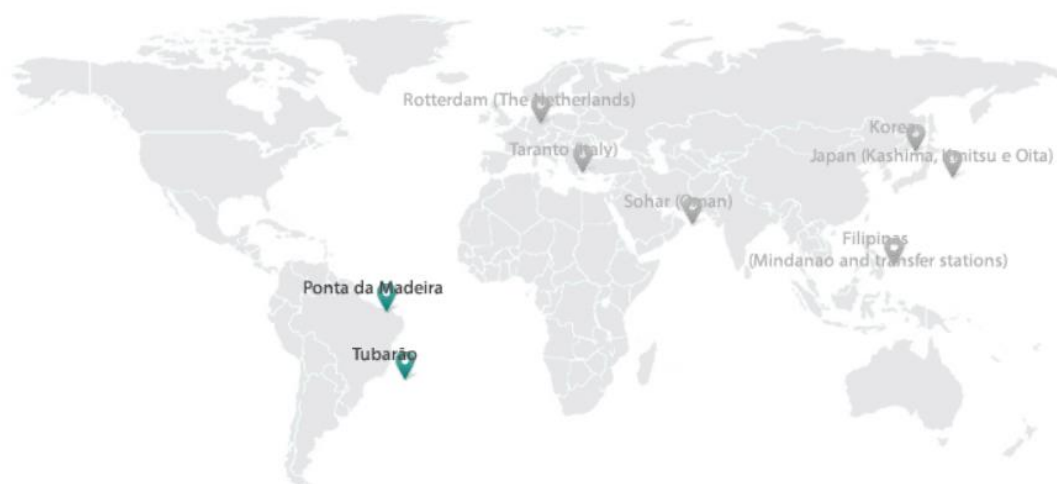 Rotterdam (The Netherlands)
Korea
Taranto (Italy)
Japan (Kashima, Kimitsu e Oita)
Sohar (Oman)
Filipinas
(Mindanao and transfer stations)
Ponta da Madeira
Tubarão